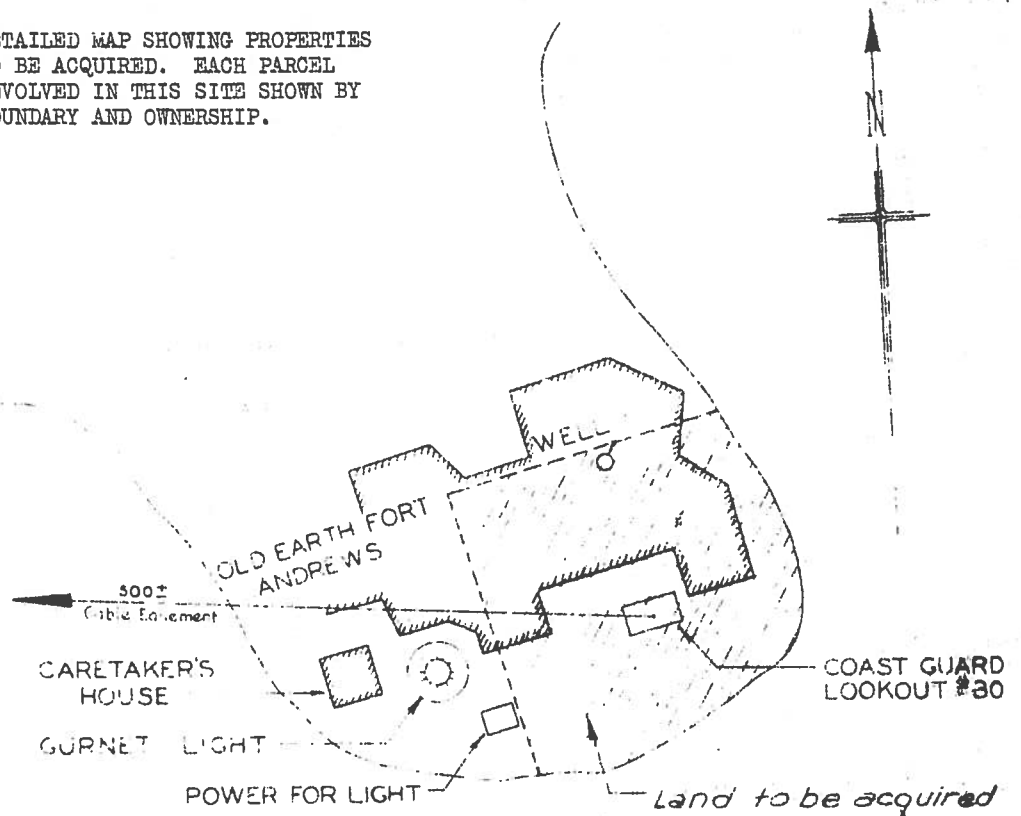 TAILED MAP SHOWING PROPERTIES
BE ACQUIRED. EACH PARCEL
VOLVED IN THIS SITE SHOWN BY
UNDARY AND OWNERSHIP.
N
WELL
OLD EARTH FORT
ANDREWS
500±
Cable Easement
CARETAKER'S
HOUSE
COAST GUARD
LOOKOUT #30
GURNET LIGHT
POWER FOR LIGHT
Land to be acquired